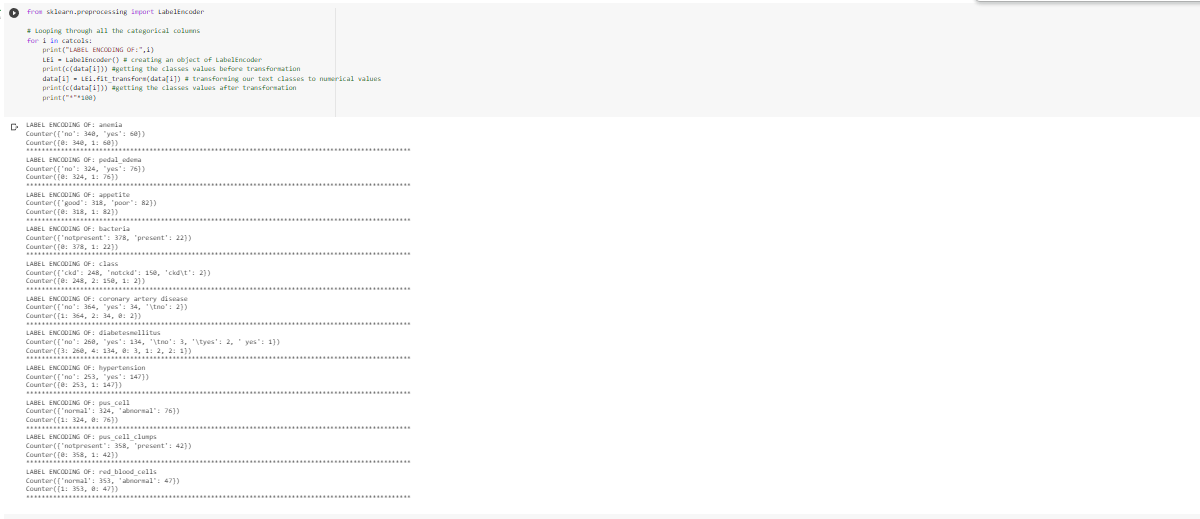 from sklearn.preprocessing import LabelEncoder
# Looping through all the categorical columns
for i in catcols:
print("LABEL ENCODING OF:",i)
LEi = LabelEncoder() # creating an object of LabelEncoder
print(c(data[i])) #getting the classes values before transformation
data[i] = LEi.fit_transform(data[i]) # transforming our text classes to numerical values
print(c(data[i])) #getting the classes values after transformation
print("*"*100)
LABEL ENCODING OF: anemia
Counter({'no': 340, 'yes': 60})
Counter({0: 340, 1: 60})
****************************************************************************************************
LABEL ENCODING OF: pedal_edema
Counter({'no': 324, 'yes': 76})
Counter({0: 324, 1: 76})
****************************************************************************************************
LABEL ENCODING OF: appetite
Counter({'good': 318, 'poor': 82})
Counter({0: 318, 1: 82})
****************************************************************************************************
LABEL ENCODING OF: bacteria
Counter({'notpresent': 378, 'present': 22})
Counter({0: 378, 1: 22})
****************************************************************************************************
LABEL ENCODING OF: class
Counter({'ckd': 248, 'notckd': 150, 'ckd\t': 2})
Counter({0: 248, 2: 150, 1: 2})
****************************************************************************************************
LABEL ENCODING OF: coronary artery disease
Counter({'no': 364, 'yes': 34, '\tno': 2})
Counter({1: 364, 2: 34, 0: 2})
****************************************************************************************************
LABEL ENCODING OF: diabetesmellitus
Counter({'no': 260, 'yes': 134, '\tno': 3, '\tyes': 2, ' yes': 1})
Counter({3: 260, 4: 134, 0: 3, 1: 2, 2: 1})
****************************************************************************************************
LABEL ENCODING OF: hypertension
Counter({'no': 253, 'yes': 147})
Counter({0: 253, 1: 147})
****************************************************************************************************
LABEL ENCODING OF: pus_cell
Counter({'normal': 324, 'abnormal': 76})
Counter({1: 324, 0: 76})
****************************************************************************************************
LABEL ENCODING OF: pus_cell_clumps
Counter({'notpresent': 358, 'present': 42})
Counter({0: 358, 1: 42})
****************************************************************************************************
LABEL ENCODING OF: red_blood_cells
Counter({'normal': 353, 'abnormal': 47})
Counter({1: 353, 0: 47})
****************************************************************************************************